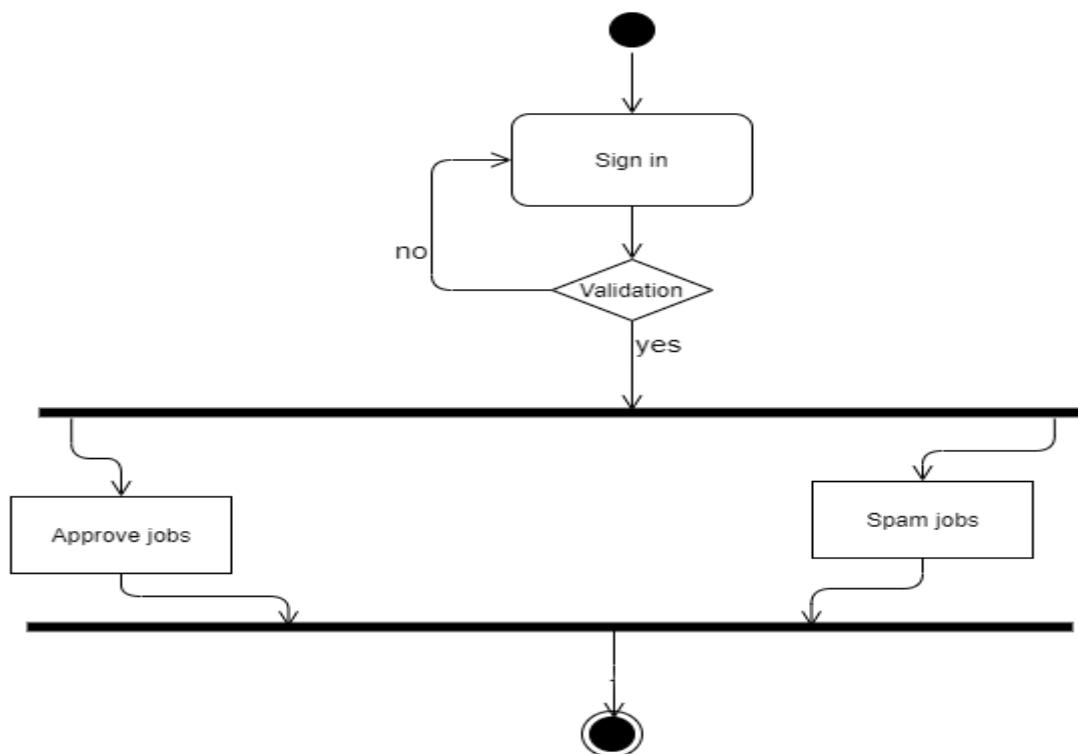 Sign in
no
Validation
yes
Approve jobs
Spam jobs